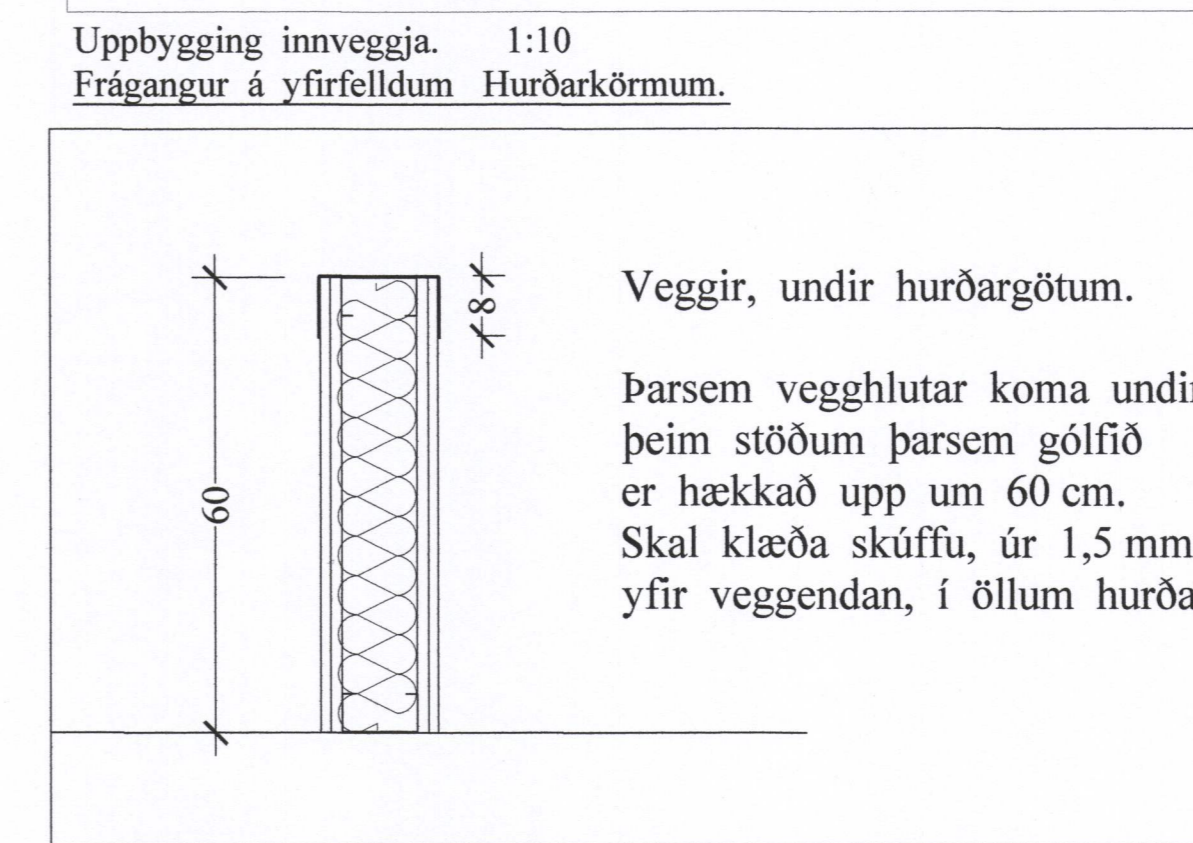 Uppbygging innveggja. 1:10
Frágangur á yfirfelldum Hurðarkörmum.
60
8
Veggir, undir hurðargötum.
Þarsem vegghlutar koma undir
þeim stöðum þarsem gólfið
er hækkað upp um 60 cm.
Skal klæða skúffu, úr 1,5 mm
yfir veggendan, í öllum